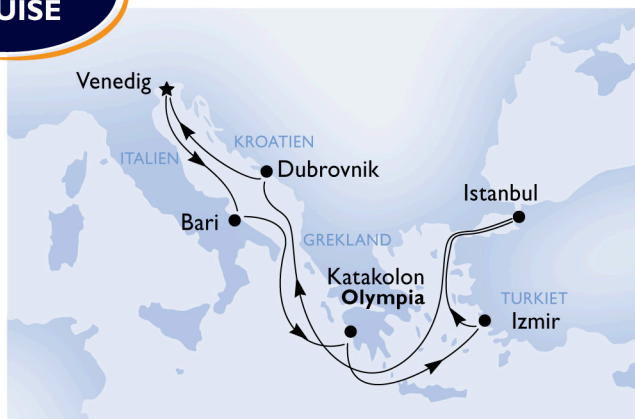 UISE
Venedig
KROATIEN
ITALIEN
Dubrovnik
Istanbul
Bari
GREKLAND
Katakolon
Olympia
TURKIET
Izmir